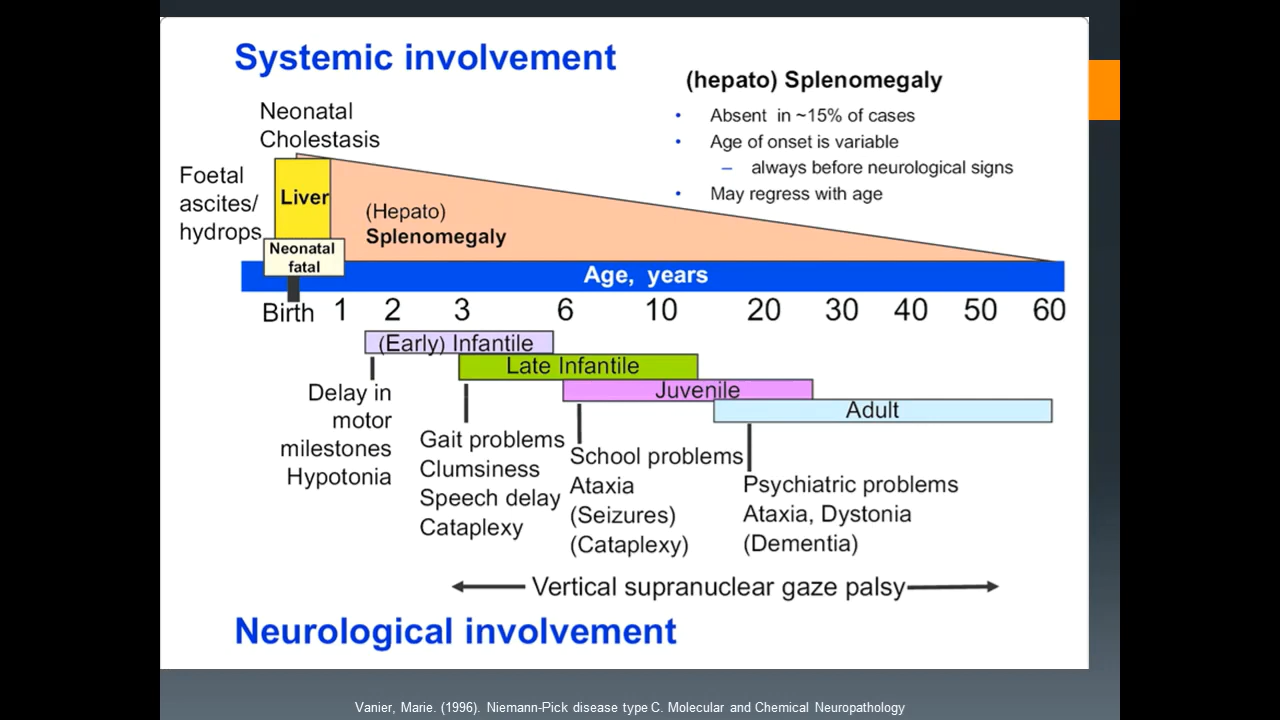 Systemic involvement
(hepato) Splenomegaly
• Absent in ~15% of cases
• Age of onset is variable
– always before neurological signs
• May regress with age
Neonatal
Cholestasis
Foetal
ascites/
hydrops
Liver
(Hepato)
Splenomegaly
Neonatal
fatal
Age, years
Birth 1 2 3 6 10 20 30 40 50 60
(Early) Infantile
Late Infantile
Juvenile
Adult
Delay in
motor
milestones
Hypotonia
Gait problems
Clumsiness
Speech delay
Cataplexy
School problems
Ataxia
(Seizures)
(Cataplexy)
Psychiatric problems
Ataxia, Dystonia
(Dementia)
Vertical supranuclear gaze palsy
Neurological involvement
Vanier, Marie. (1996). Niemann-Pick disease type C. Molecular and Chemical Neuropathology